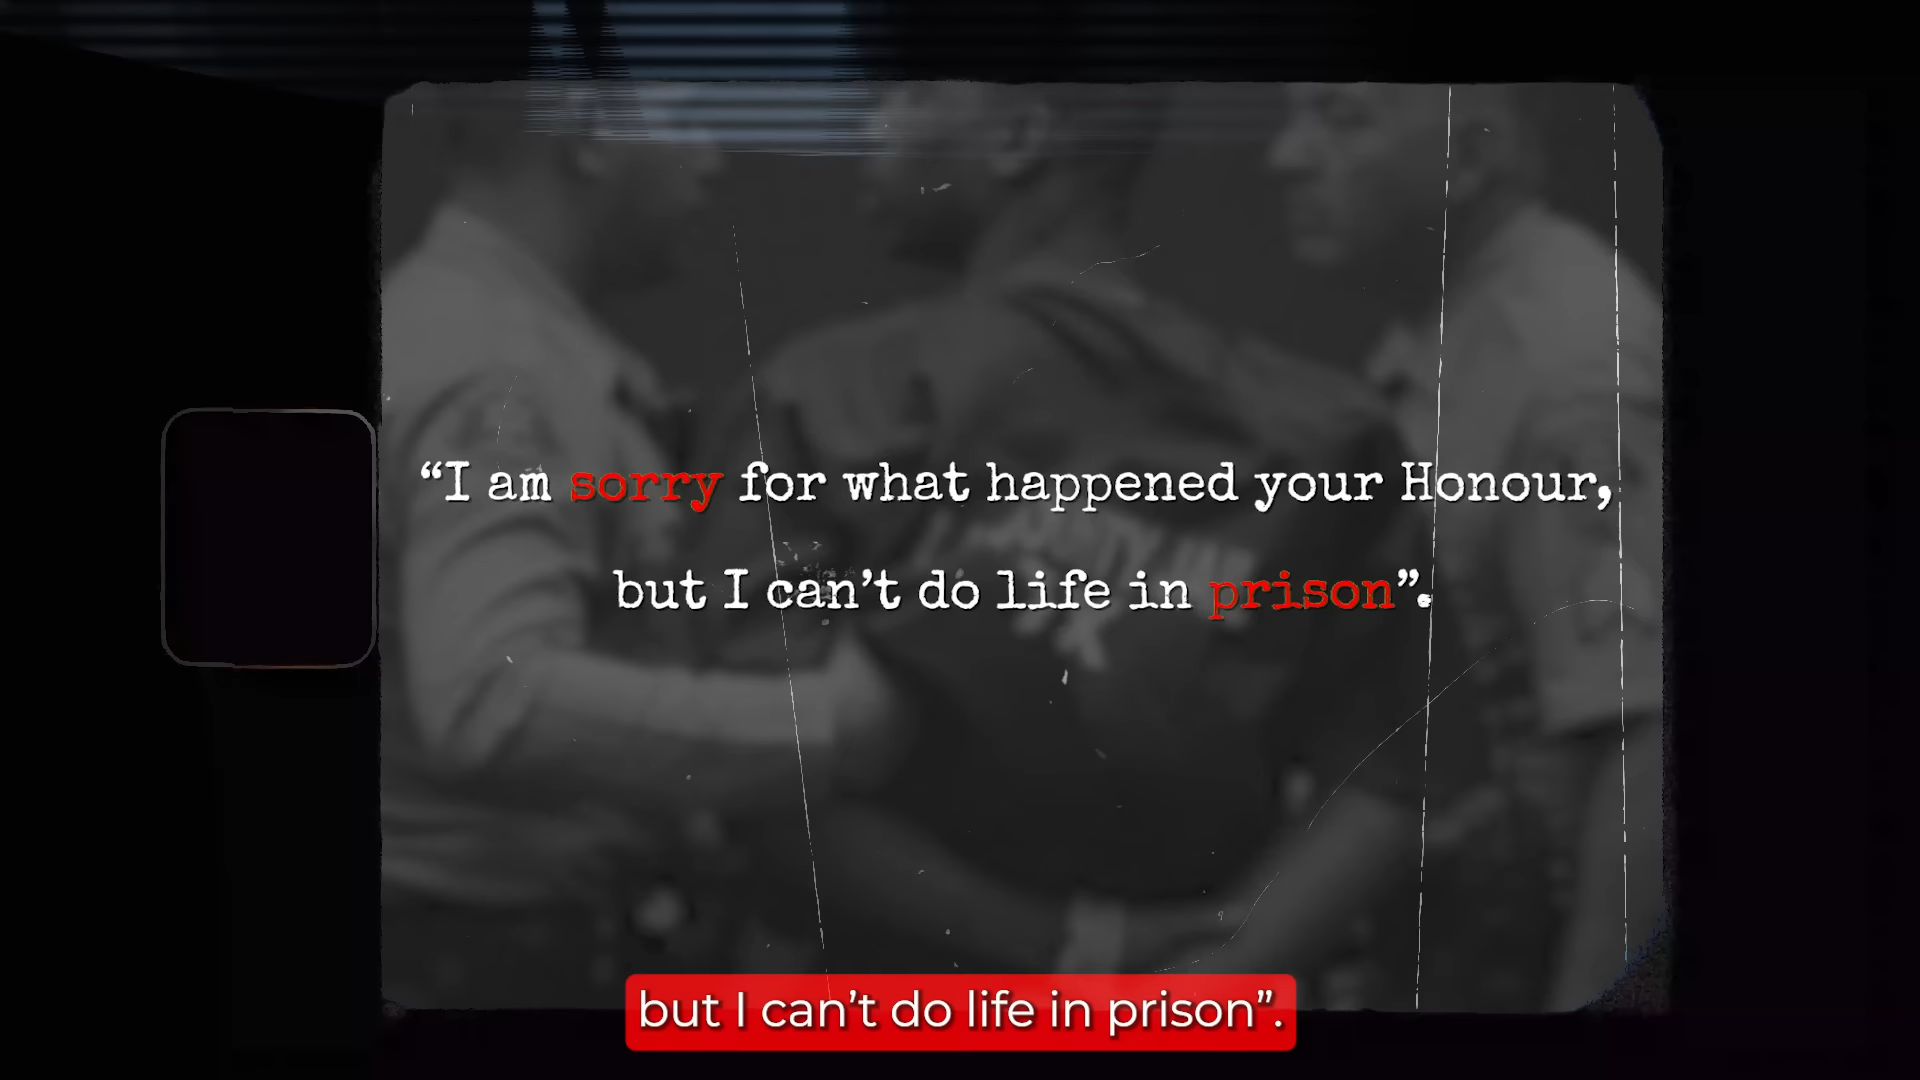 “I am sorry for what happened your Honour,
but I can’t do life in prison”.
but I can’t do life in prison”.